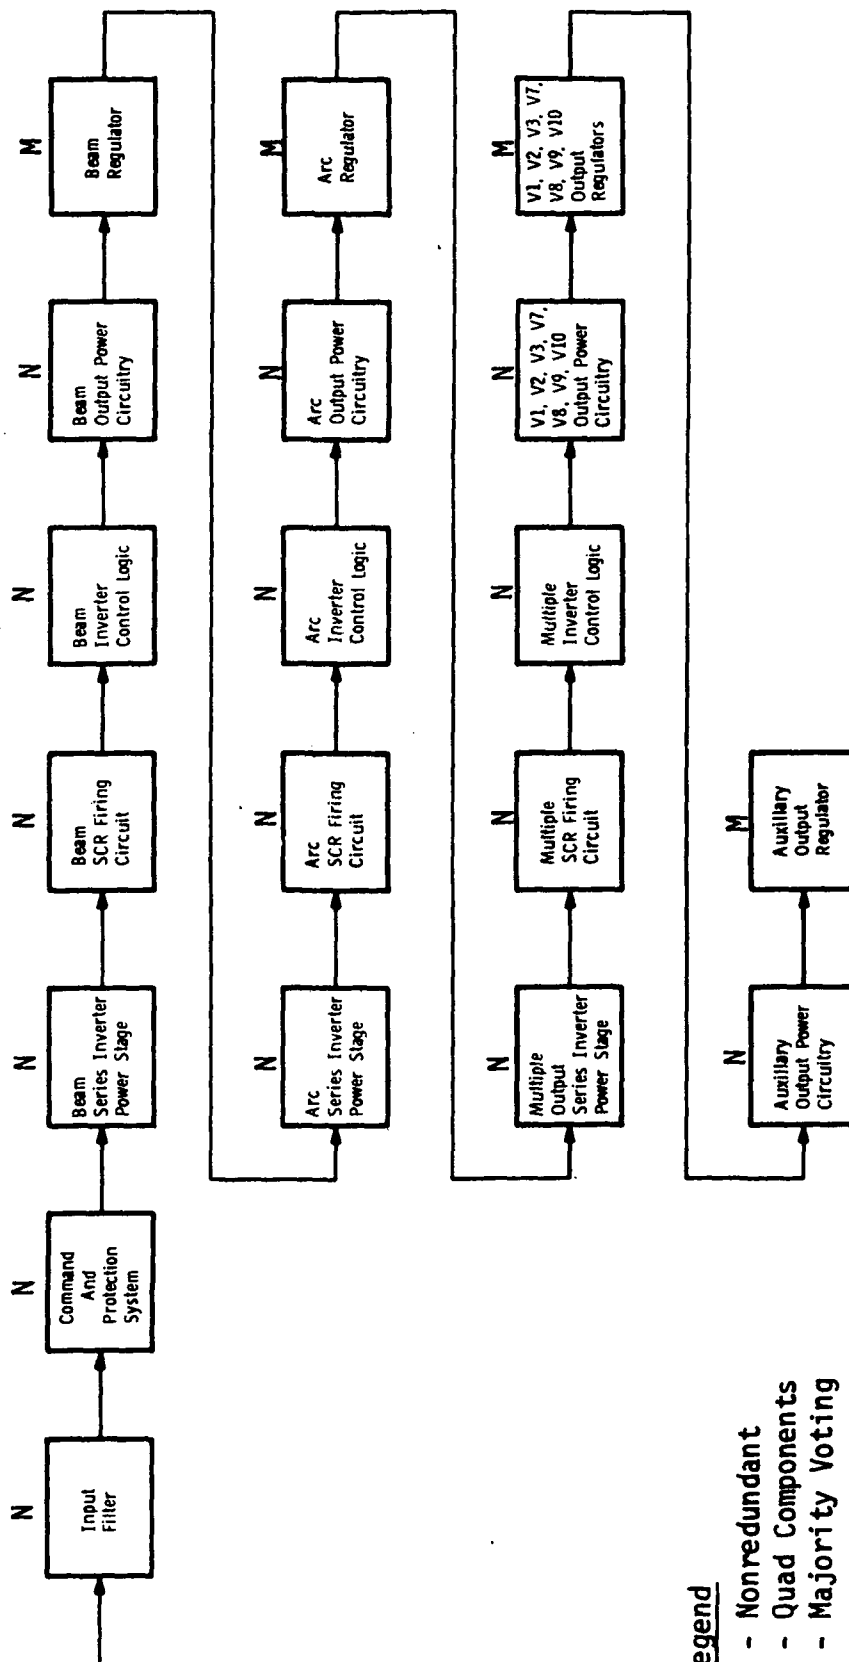 N
Input
Filter
N
Command
And
Protection
System
N
Beam
Series Inverter
Power Stage
N
Beam
SCR Firing
Circuit
N
Beam
Inverter
Control Logic
N
Beam
Output Power
Circuitry
M
Beam
Regulator
N
Arc
Series Inverter
Power Stage
N
Arc
SCR Firing
Circuit
N
Arc
Inverter
Control Logic
N
Arc
Output Power
Circuitry
M
Arc
Regulator
N
Multiple
Output
Series Inverter
Power Stage
N
Multiple
SCR Firing
Circuit
N
Multiple
Inverter
Control Logic
N
V1, V2, V3, V7,
V8, V9, V10
Output Power
Circuitry
M
V1, V2, V3, V7,
V8, V9, V10
Output
Regulators
N
Auxillary
Output Power
Circuitry
M
Auxillary
Output
Regulator
egend
- Nonredundant
- Quad Components
- Majority Voting